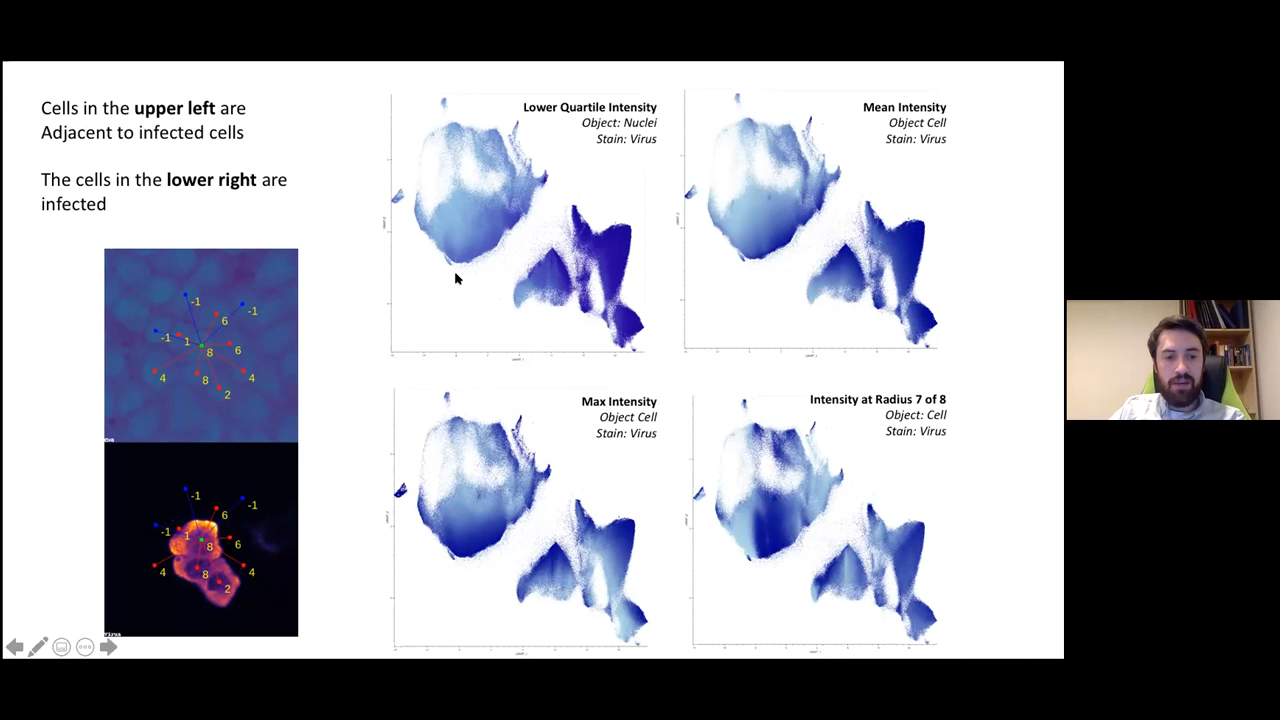 Cells in the upper left are
Adjacent to infected cells
The cells in the lower right are
infected
Lower Quartile Intensity
Object: Nuclei
Stain: Virus
Mean Intensity
Object Cell
Stain: Virus
Max Intensity
Object Cell
Stain: Virus
Intensity at Radius 7 of 8
Object: Cell
Stain: Virus
-1
-1
6
-1
1
8
6
4
8
4
2
-1
-1
6
-1
1
8
6
4
8
4
2
Virus